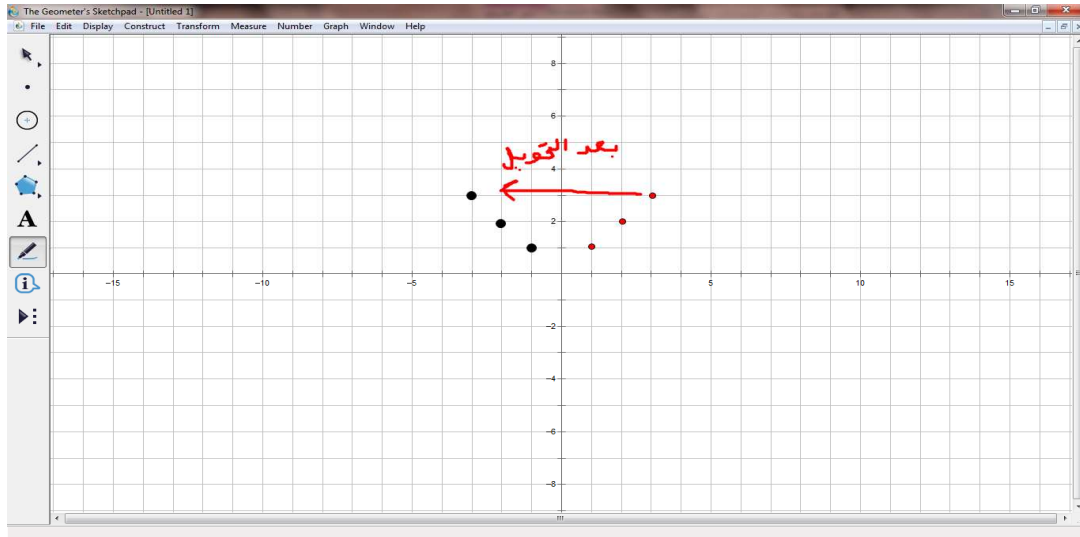 The Geometer's Sketchpad - [Untitled 1]
File Edit Display Construct Transform Measure Number Graph Window Help
8
6
بعد التحويل
4
2
−15 −10 −5 5 10 15
−2
−4
−6
−8
A
i